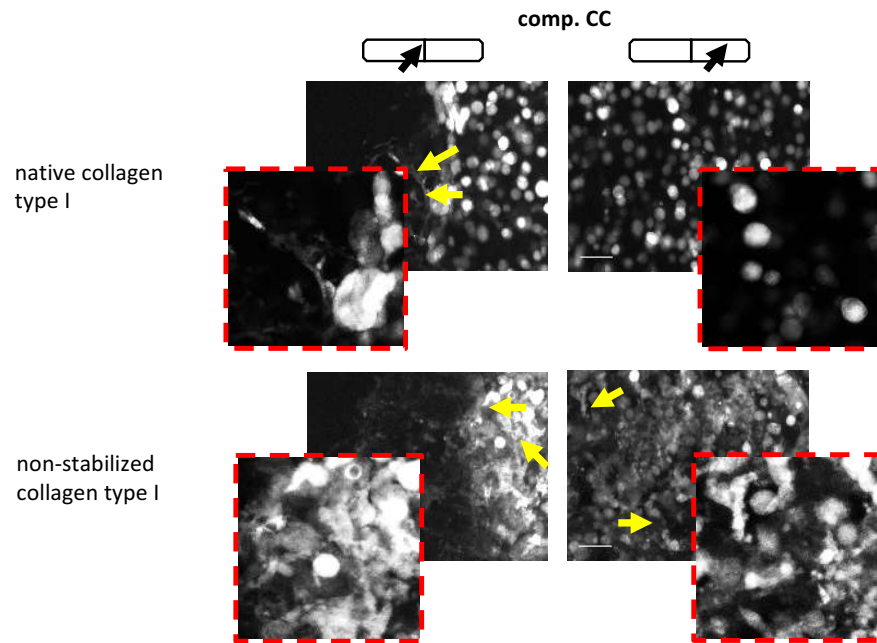 comp. CC
native collagen
type I
non-stabilized
collagen type I